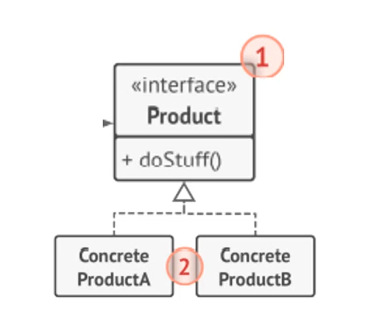 1
«interface»
Product
+ doStuff()
Concrete
ProductA
2
Concrete
ProductB